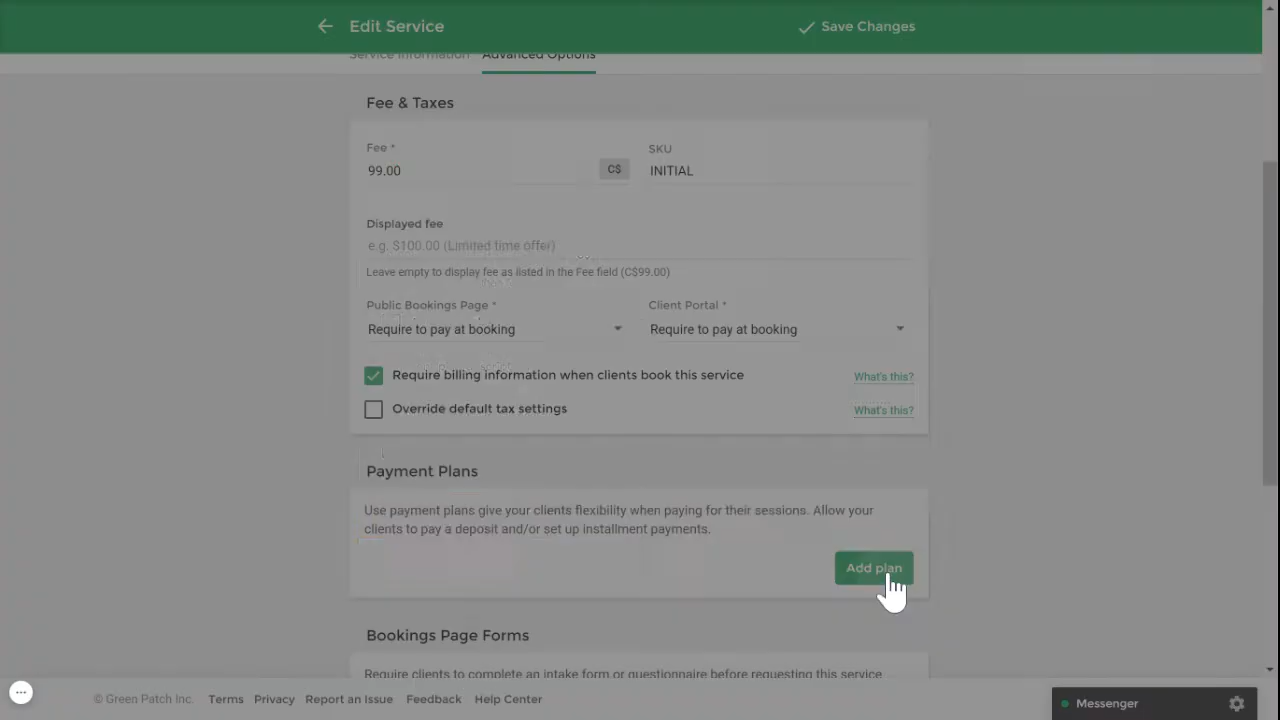 Edit Service
Save Changes
Service Information
Advanced Options
Fee & Taxes
Fee *
SKU
99.00
C$
INITIAL
Displayed fee
e.g. $100.00 (Limited time offer)
Leave empty to display fee as listed in the Fee field (C$99.00)
Public Bookings Page *
Client Portal *
Require to pay at booking
Require to pay at booking
Require billing information when clients book this service
What's this?
Override default tax settings
What's this?
Payment Plans
Use payment plans give your clients flexibility when paying for their sessions. Allow your
clients to pay a deposit and/or set up installment payments.
Add plan
Bookings Page Forms
Require clients to complete an intake form or questionnaire before requesting this service
© Green Patch Inc.
Terms
Privacy
Report an Issue
Feedback
Help Center
Messenger